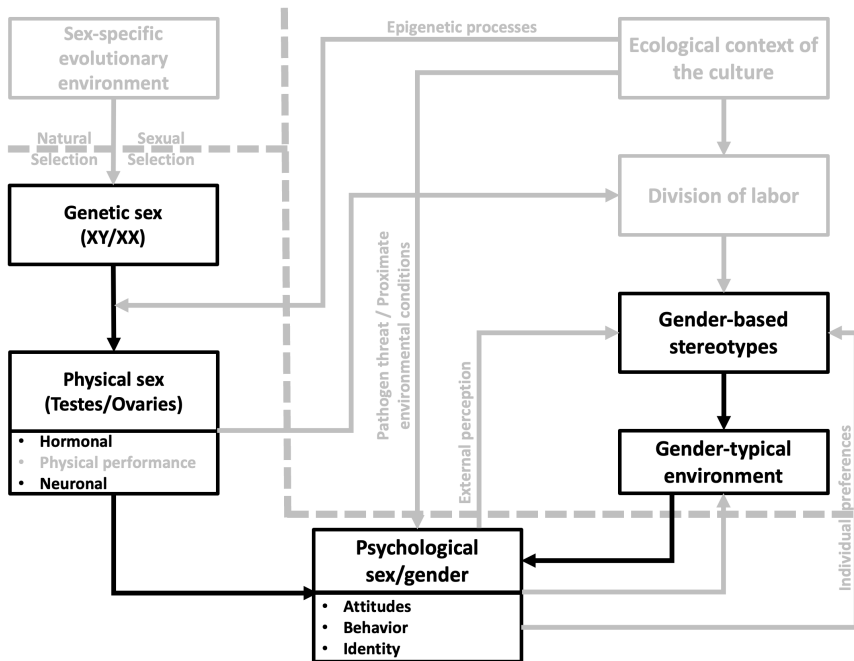 Sex-specific
evolutionary
environment
Epigenetic processes
Ecological context of
the culture
Natural
Sexual
Selection
Selection
Genetic sex
(XY/XX)
Division of labor
Pathogen threat / Proximate
environmental conditions
Gender-based
stereotypes
Physical sex
(Testes/Ovaries)
• Hormonal
• Physical performance
• Neuronal
External perception
Gender-typical
environment
Individual preferences
Psychological
sex/gender
• Attitudes
• Behavior
• Identity